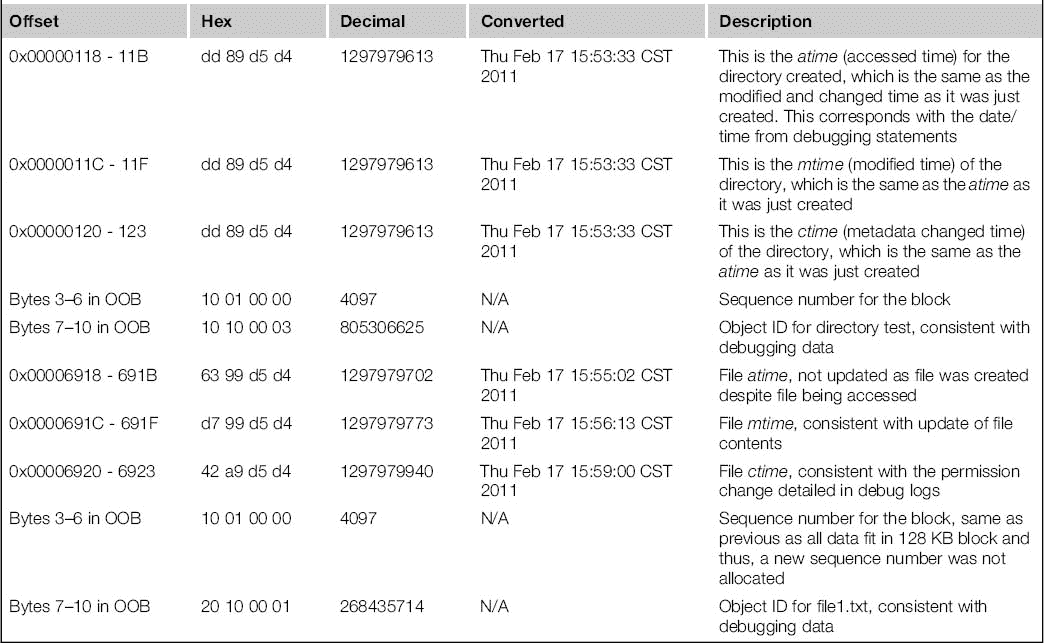 Offset Hex Decimal Converted Description
0x00000118 - 11B dd 89 d5 d4 1297979613 Thu Feb 17 15:53:33 CST This is the atime (accessed time) for the
2011 directory created, which is the same as the
modified and changed time as it was just
created. This corresponds with the date/
time from debugging statements
0x0000011C - 11F dd 89 d5 d4 1297979613 Thu Feb 17 15:53:33 CST This is the mtime (modified time) of the
2011 directory, which is the same as the atime as
it was just created
0x00000120 - 123 dd 89 d5 d4 1297979613 Thu Feb 17 15:53:33 CST This is the ctime (metadata changed time)
2011 of the directory, which is the same as the
atime as it was just created
Bytes 3–6 in OOB 10 01 00 00 4097 N/A Sequence number for the block
Bytes 7–10 in OOB 10 10 00 03 805306625 N/A Object ID for directory test, consistent with
debugging data
0x00006918 - 691B 63 99 d5 d4 1297979702 Thu Feb 17 15:55:02 CST File atime, not updated as file was created
2011 despite file being accessed
0x0000691C - 691F d7 99 d5 d4 1297979773 Thu Feb 17 15:56:13 CST File mtime, consistent with update of file
2011 contents
0x00006920 - 6923 42 a9 d5 d4 1297979940 Thu Feb 17 15:59:00 CST File ctime, consistent with the permission
2011 change detailed in debug logs
Bytes 3–6 in OOB 10 01 00 00 4097 N/A Sequence number for the block, same as
previous as all data fit in 128 KB block and
thus, a new sequence number was not
allocated
Bytes 7–10 in OOB 20 10 00 01 268435714 N/A Object ID for file1.txt, consistent with
debugging data